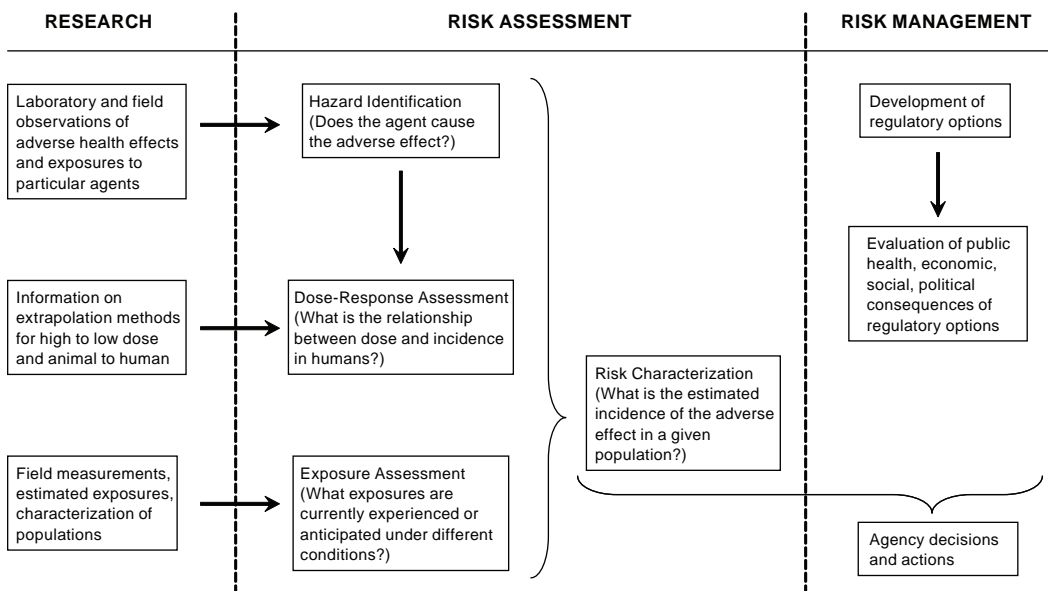 RESEARCH
RISK ASSESSMENT
RISK MANAGEMENT
Laboratory and field
observations of
adverse health effects
and exposures to
particular agents
Hazard Identification
(Does the agent cause
the adverse effect?)
Development of
regulatory options
Information on
extrapolation methods
for high to low dose
and animal to human
Dose-Response Assessment
(What is the relationship
between dose and incidence
in humans?)
Evaluation of public
health, economic,
social, political
consequences of
regulatory options
Risk Characterization
(What is the estimated
incidence of the adverse
effect in a given
population?)
Field measurements,
estimated exposures,
characterization of
populations
Exposure Assessment
(What exposures are
currently experienced or
anticipated under different
conditions?)
Agency decisions
and actions